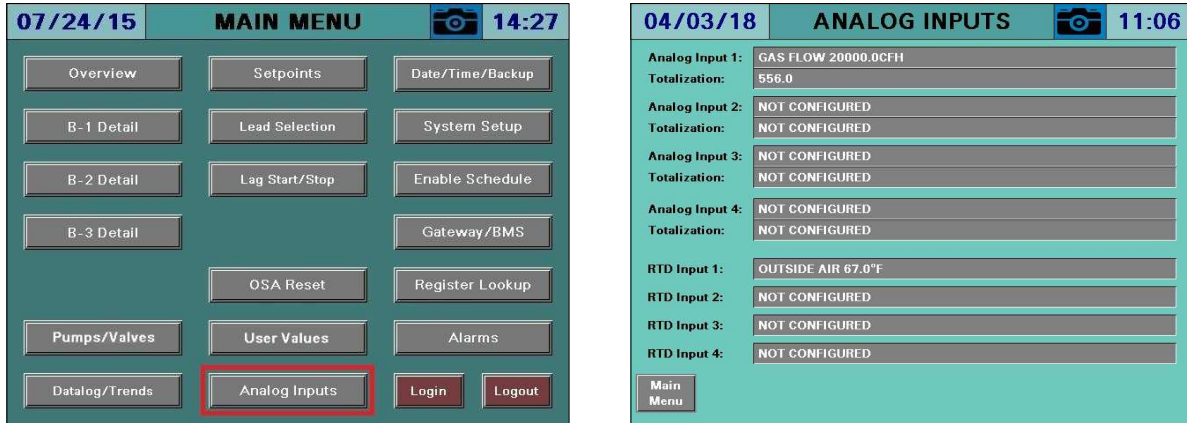 07/24/15 MAIN MENU 14:27
Overview Setpoints Date/Time/Backup
B-1 Detail Lead Selection System Setup
B-2 Detail Lag Start/Stop Enable Schedule
B-3 Detail Gateway/BMS
OSA Reset Register Lookup
Pumps/Valves User Values Alarms
Datalog/Trends Analog Inputs Login Logout
04/03/18 ANALOG INPUTS 11:06
Analog Input 1: GAS FLOW 20000.0CFH
Totalization: 556.0
Analog Input 2: NOT CONFIGURED
Totalization: NOT CONFIGURED
Analog Input 3: NOT CONFIGURED
Totalization: NOT CONFIGURED
Analog Input 4: NOT CONFIGURED
Totalization: NOT CONFIGURED
RTD Input 1: OUTSIDE AIR 67.0°F
RTD Input 2: NOT CONFIGURED
RTD Input 3: NOT CONFIGURED
RTD Input 4: NOT CONFIGURED
Main
Menu